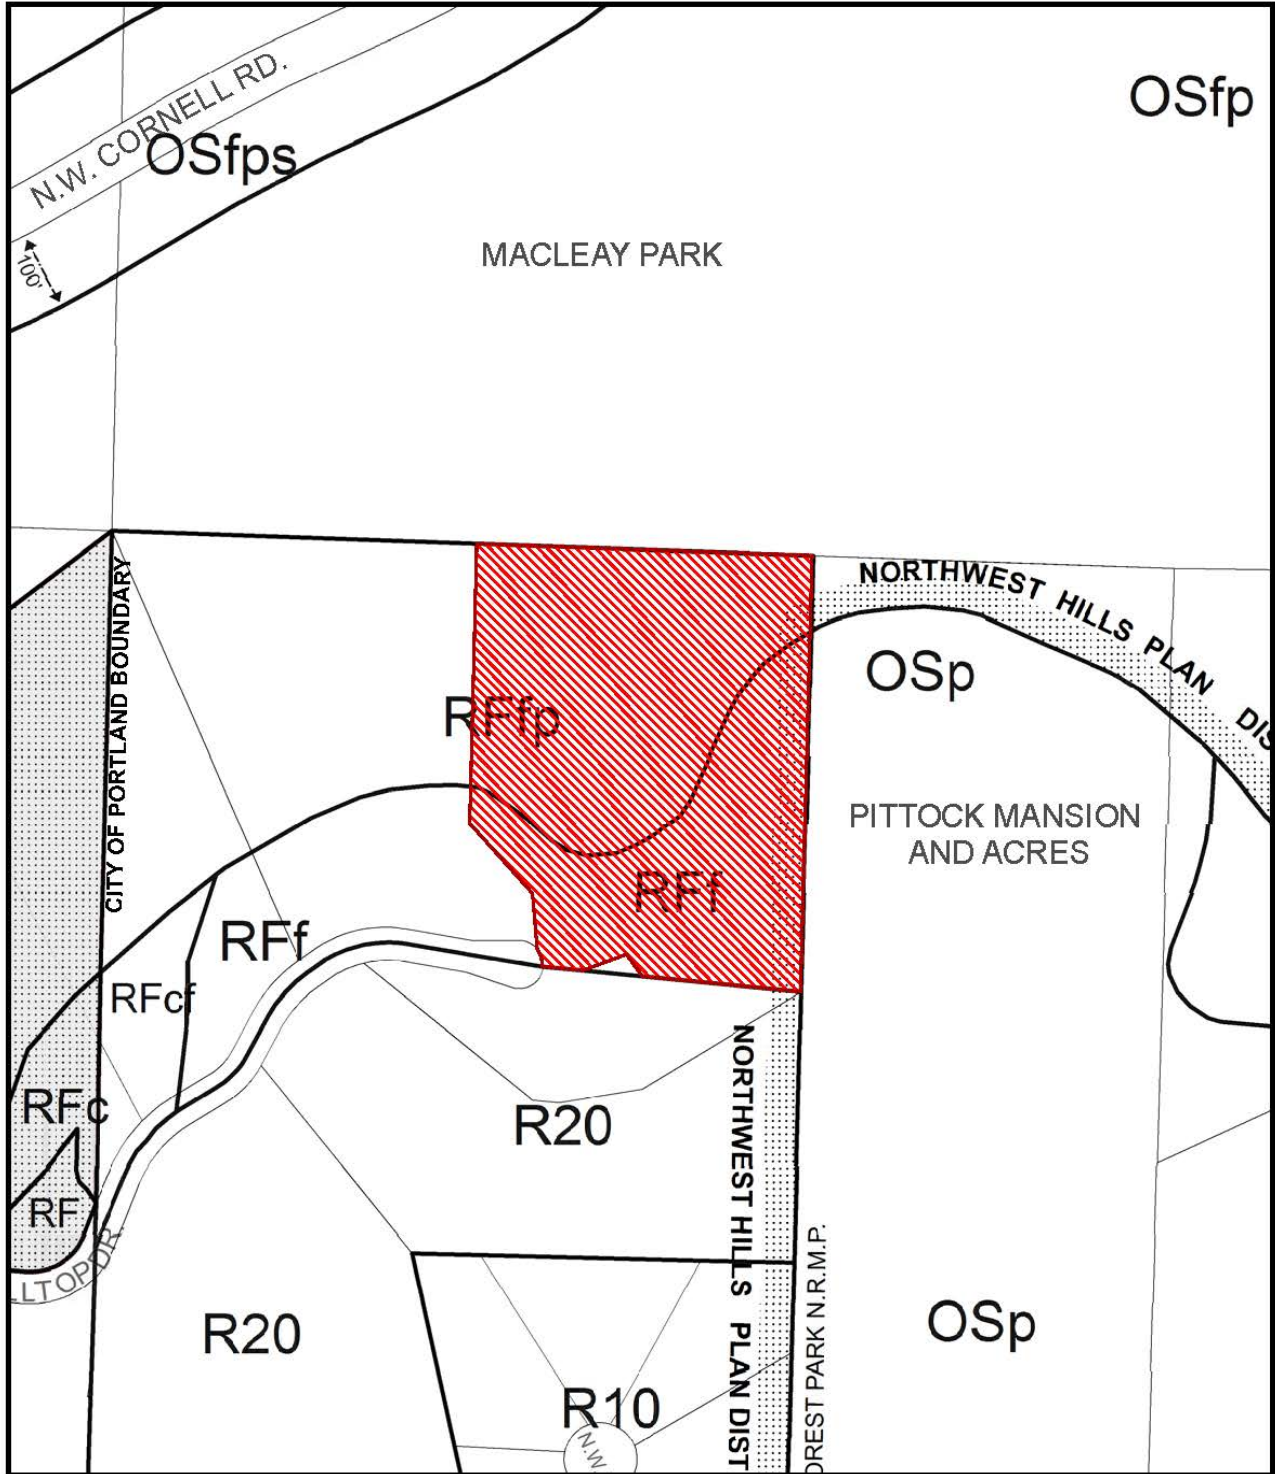 OSfp
N.W. CORNELL RD.
OSfps
MACLEAY PARK
100'
CITY OF PORTLAND BOUNDARY
NORTHWEST HILLS PLAN DIS
OSp
RFfp
PITTOCK MANSION
AND ACRES
RFf
RFf
RFcf
RFc
RF
LLTOP DR.
R20
NORTHWEST HILLS PLAN DIST
OREST PARK N.R.M.P.
R20
OSp
R10
N.W.